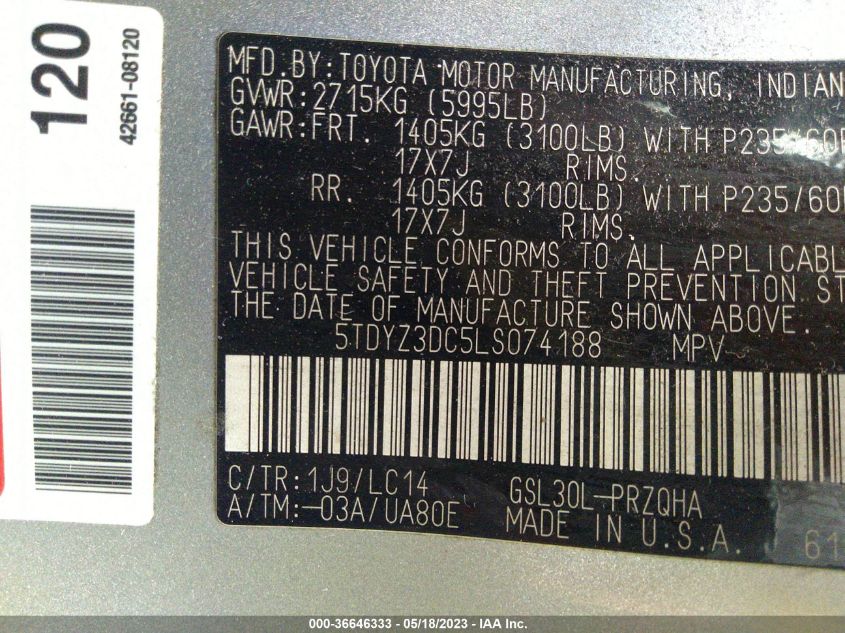 120
42661-08120
MFD.BY:TOYOTA MOTOR MANUFACTURING, INDIAN
GVWR:2715KG (5995LB)
GAWR:FRT. 1405KG (3100LB) WITH P235/60
17X7J RIMS.
RR. 1405KG (3100LB) WITH P235/60
17X7J RIMS.
THIS VEHICLE CONFORMS TO ALL APPLICABL
VEHICLE SAFETY AND THEFT PREVENTION ST
THE DATE OF MANUFACTURE SHOWN ABOVE.
5TDYZ3DC5LS074188 MPV
C/TR:1J9/LC14 GSL30L-PRZQHA
A/TM:-03A/UA80E MADE IN U.S.A. 61
000-36646333 - 05/18/2023 - IAA Inc.